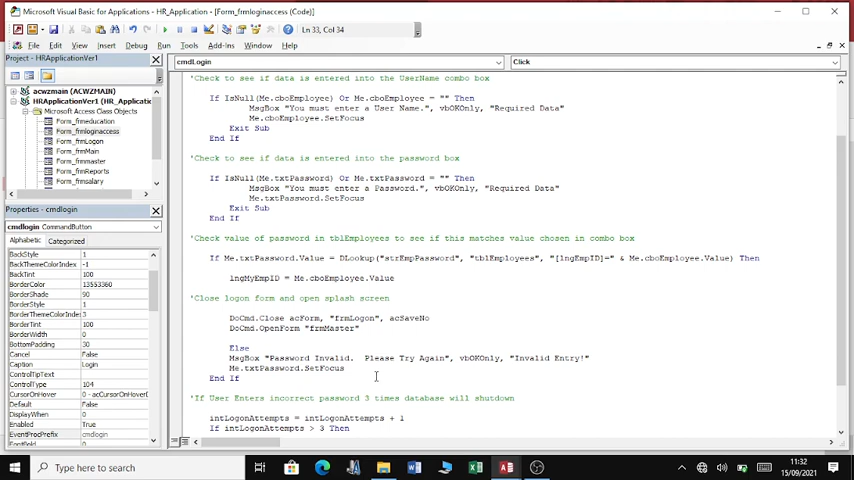 Microsoft Visual Basic for Applications - HR_Application - [Form_frmloginaccess (Code)]
File Edit View Insert Debug Run Tools Add-Ins Window Help
Ln 33, Col 34
Project - HRApplicationVer1
acwzmain (ACWZMAIN)
HRApplicationVer1 (HR_Applic
Microsoft Access Class Objects
Form_frmeducation
Form_frmloginaccess
Form_frmLogon
Form_frmMain
Form_frmmaster
Form_frmReports
Form_frmsalary
Properties - cmdlogin
cmdlogin CommandButton
Alphabetic Categorized
BackStyle 1
BackThemeColorIndex -1
BackTint 100
BorderColor 13553360
BorderShade 90
BorderStyle 1
BorderThemeColorIndex 3
BorderTint 100
BorderWidth 0
BottomPadding 30
Cancel False
Caption Login
ControlTipText
ControlType 104
CursorOnHover 0 - acCursorOnHoverD
Default False
DisplayWhen 0
Enabled True
EventProcPrefix cmdlogin
cmdLogin
Click
'Check to see if data is entered into the UserName combo box
If IsNull(Me.cboEmployee) Or Me.cboEmployee = "" Then
MsgBox "You must enter a User Name.", vbOKOnly, "Required Data"
Me.cboEmployee.SetFocus
Exit Sub
End If
'Check to see if data is entered into the password box
If IsNull(Me.txtPassword) Or Me.txtPassword = "" Then
MsgBox "You must enter a Password.", vbOKOnly, "Required Data"
Me.txtPassword.SetFocus
Exit Sub
End If
'Check value of password in tblEmployees to see if this matches value chosen in combo box
If Me.txtPassword.Value = DLookup("strEmpPassword", "tblEmployees", "[lngEmpID]=" & Me.cboEmployee.Value) Then
lngMyEmpID = Me.cboEmployee.Value
'Close logon form and open splash screen
DoCmd.Close acForm, "frmLogon", acSaveNo
DoCmd.OpenForm "frmMaster"
Else
MsgBox "Password Invalid.  Please Try Again", vbOKOnly, "Invalid Entry!"
Me.txtPassword.SetFocus
End If
'If User Enters incorrect password 3 times database will shutdown
intLogonAttempts = intLogonAttempts + 1
If intLogonAttempts > 3 Then
Type here to search
11:32
15/09/2021